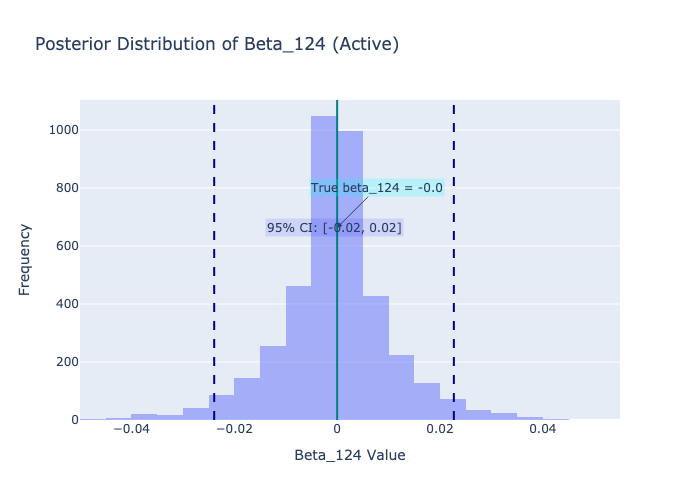 Posterior Distribution of Beta_124 (Active)
1000
800
600
400
200
0
Frequency
True beta_124 = -0.0
95% CI: [-0.02, 0.02]
−0.04
−0.02
0
0.02
0.04
Beta_124 Value